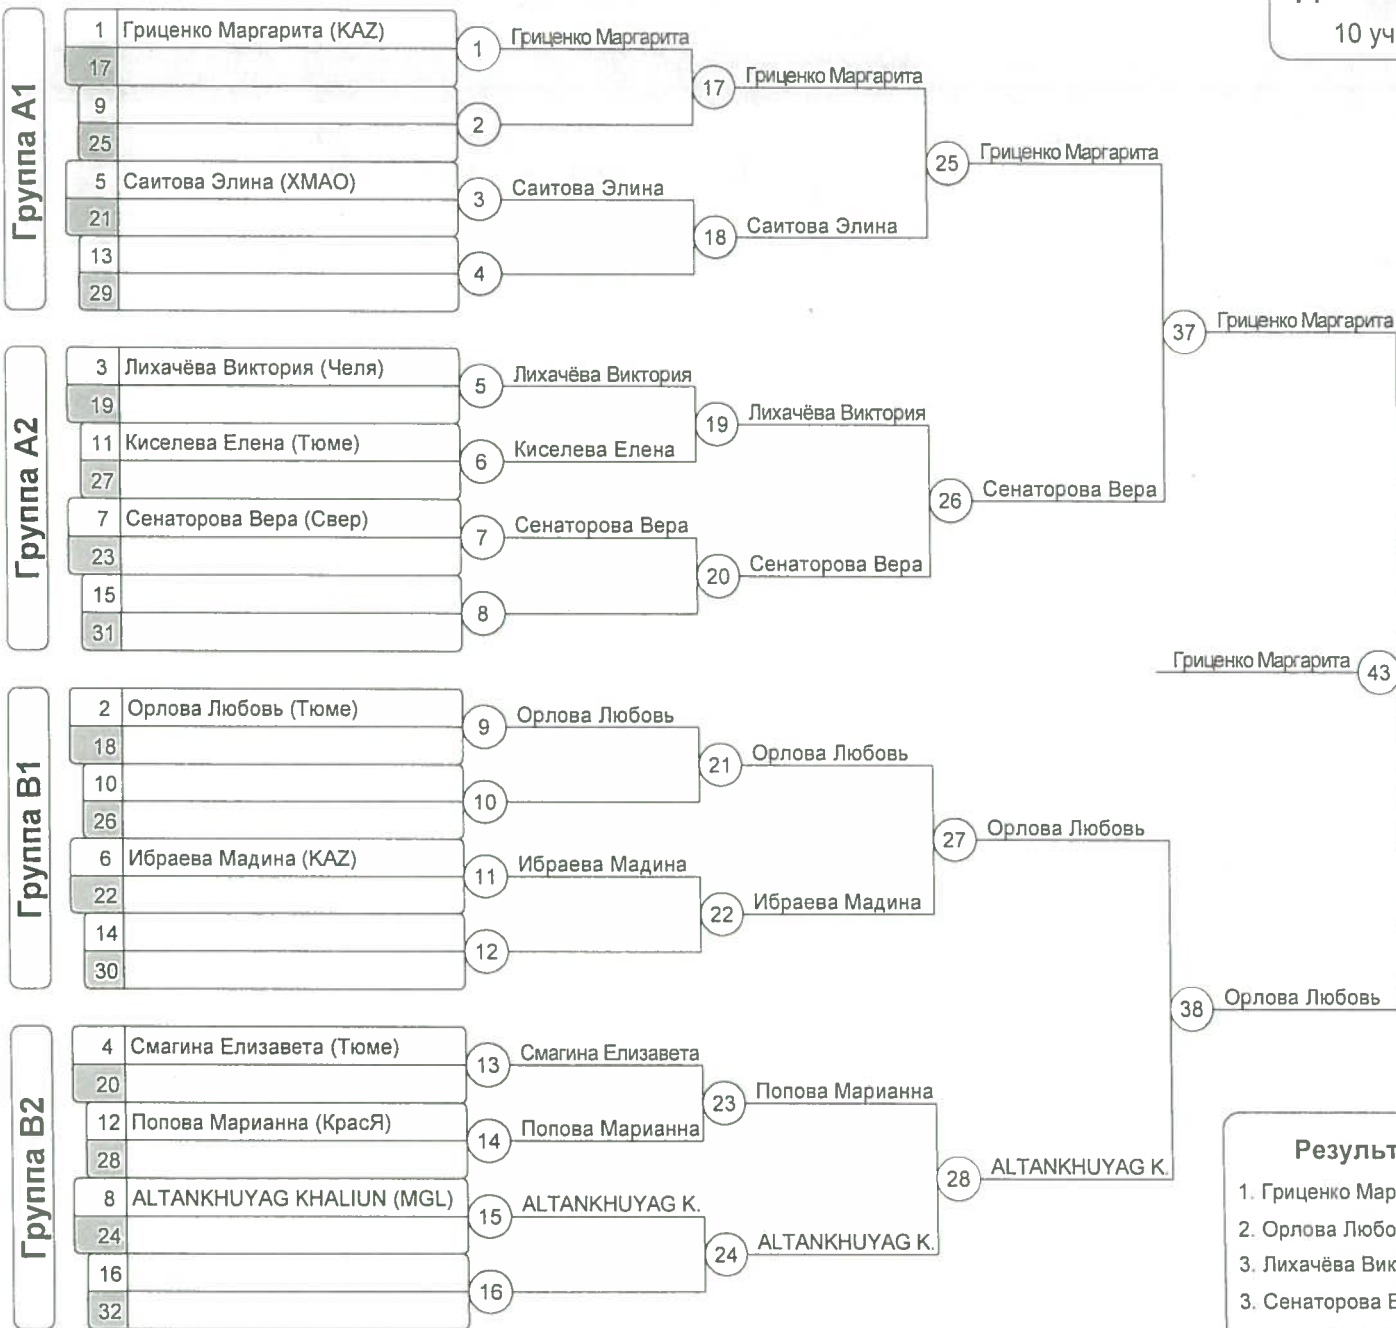 10 уч
Группа A1
1 Гриценко Маргарита (KAZ)
17
9
25
5 Саитова Элина (ХМАО)
21
13
29
1 Гриценко Маргарита
2
3 Саитова Элина
4
17 Гриценко Маргарита
18 Саитова Элина
25 Гриценко Маргарита
37 Гриценко Маргарита
Группа A2
3 Лихачёва Виктория (Челя)
19
11 Киселева Елена (Тюме)
27
7 Сенаторова Вера (Свер)
23
15
31
5 Лихачёва Виктория
6 Киселева Елена
7 Сенаторова Вера
8
19 Лихачёва Виктория
20 Сенаторова Вера
26 Сенаторова Вера
Гриценко Маргарита 43
Группа B1
2 Орлова Любовь (Тюме)
18
10
26
6 Ибраева Мадина (KAZ)
22
14
30
9 Орлова Любовь
10
11 Ибраева Мадина
12
21 Орлова Любовь
22 Ибраева Мадина
27 Орлова Любовь
38 Орлова Любовь
Группа B2
4 Смагина Елизавета (Тюме)
20
12 Попова Марианна (КрасЯ)
28
8 ALTANKHUYAG KHALIUN (MGL)
24
16
32
13 Смагина Елизавета
14 Попова Марианна
15 ALTANKHUYAG K.
16
23 Попова Марианна
24 ALTANKHUYAG K.
28 ALTANKHUYAG K.
Результ
1. Гриценко Мар
2. Орлова Любо
3. Лихачёва Вик
3. Сенаторова В